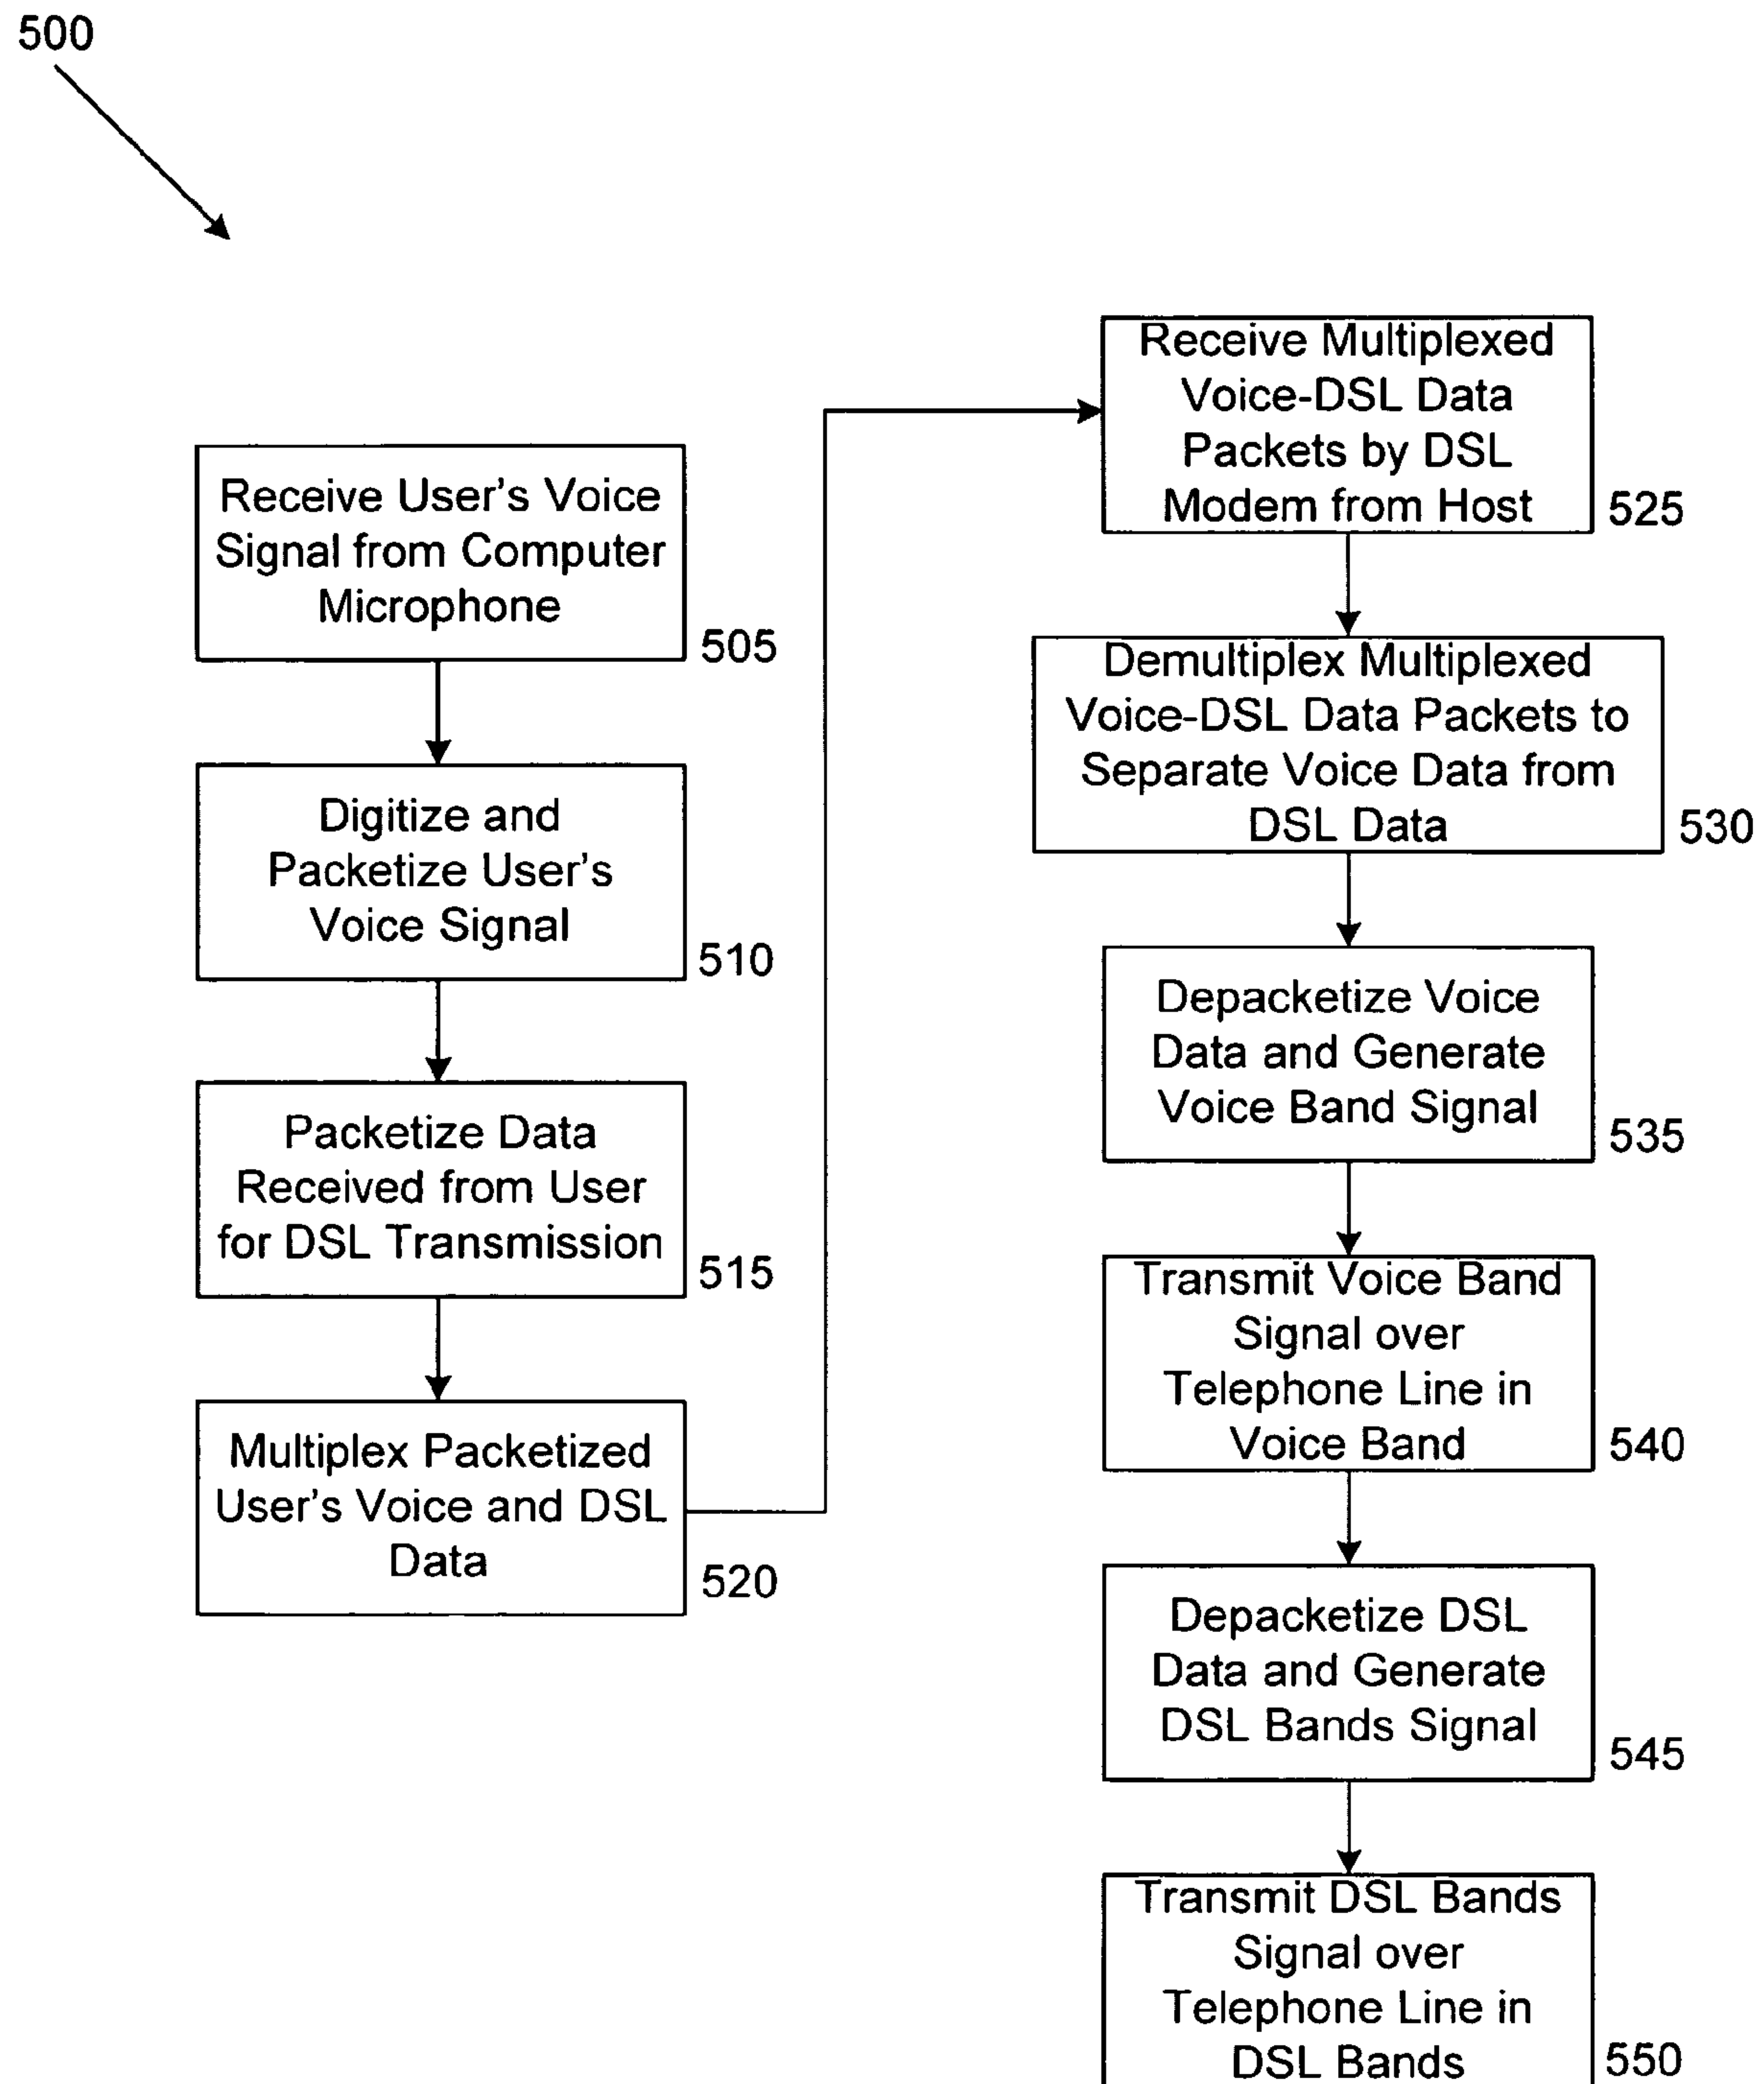 500
Receive User's Voice
Signal from Computer
Microphone
505
Digitize and
Packetize User's
Voice Signal
510
Packetize Data
Received from User
for DSL Transmission
515
Multiplex Packetized
User's Voice and DSL
Data
520
Receive Multiplexed
Voice-DSL Data
Packets by DSL
Modem from Host
525
Demultiplex Multiplexed
Voice-DSL Data Packets to
Separate Voice Data from
DSL Data
530
Depacketize Voice
Data and Generate
Voice Band Signal
535
Transmit Voice Band
Signal over
Telephone Line in
Voice Band
540
Depacketize DSL
Data and Generate
DSL Bands Signal
545
Transmit DSL Bands
Signal over
Telephone Line in
DSL Bands
550